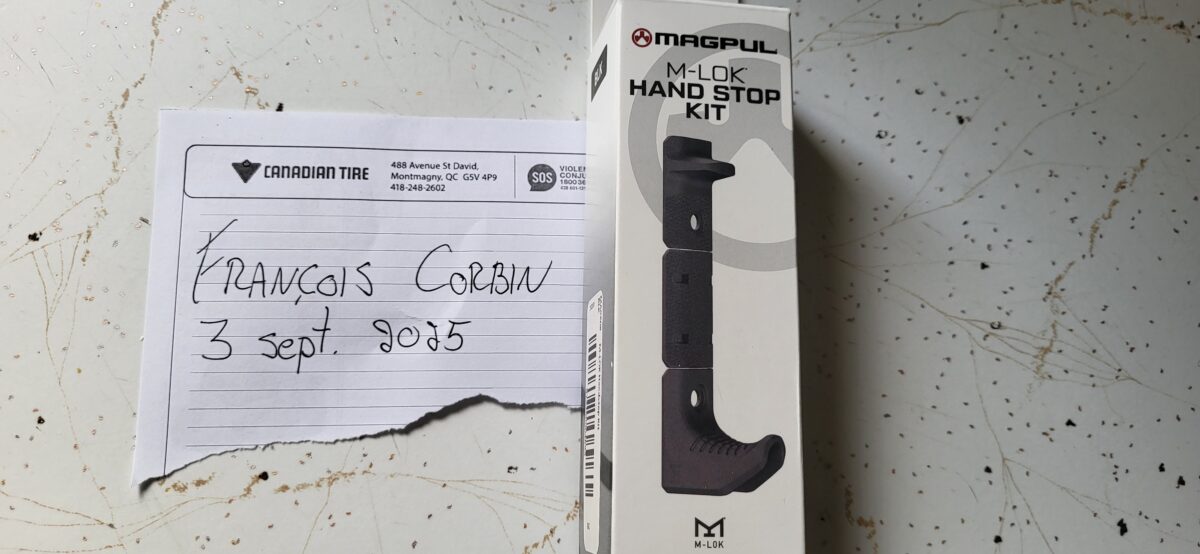 CANADIAN TIRE
488 Avenue St David,
Montmagny, QC G5V 4P9
418-248-2602
SOS
FRANÇOIS CORBIN
3 sept. 2025
BLK
MAGPUL
M-LOK
HAND STOP
KIT
M-LOK